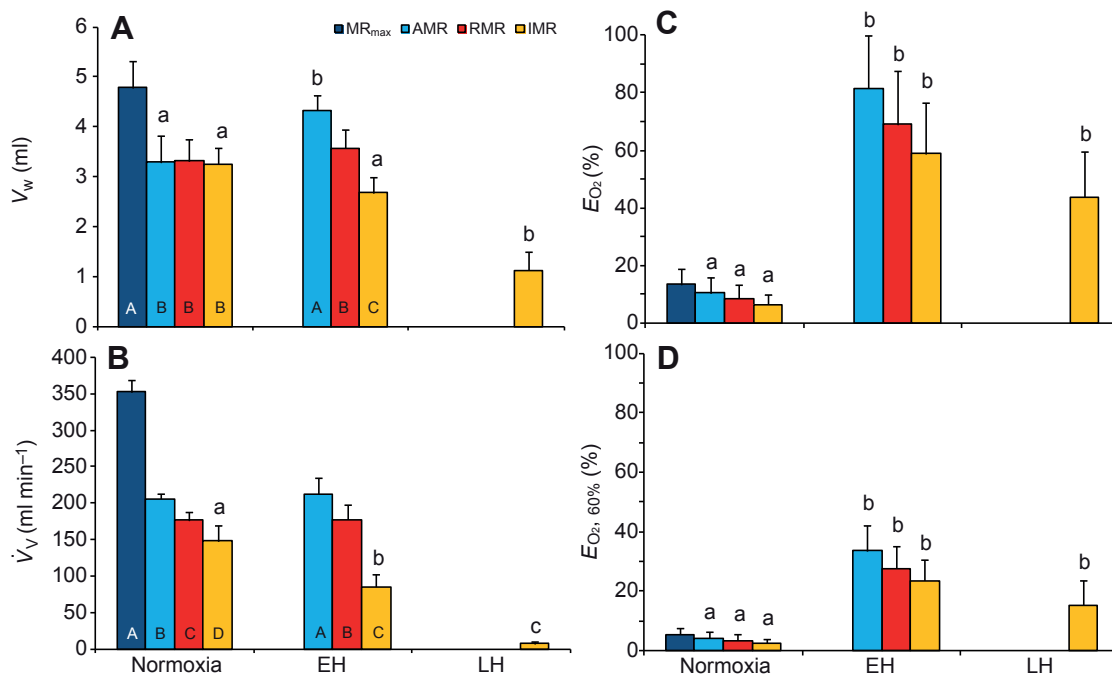 A
MRmax AMR RMR IMR
Vw (ml)
6
5
4
3
2
1
0
a a b a b
A B B B A B C
B
V̇V (ml min–1)
400
350
300
250
200
150
100
50
0
a b c
A B C D A B C
Normoxia EH LH
C
EO2 (%)
100
80
60
40
20
0
a a a b b b b
D
EO2, 60% (%)
100
80
60
40
20
0
a a a b b b b
Normoxia EH LH